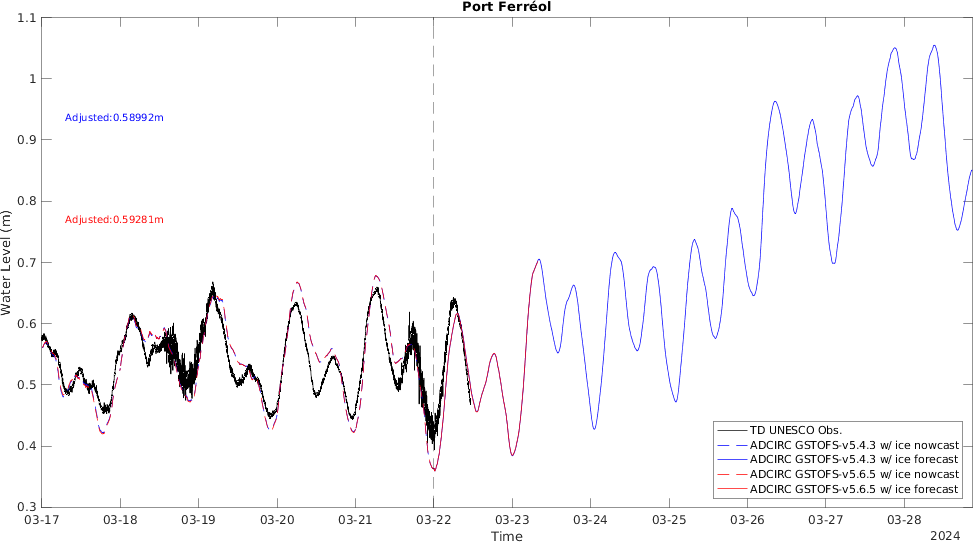 Port Ferréol
1.1
1
0.9
0.8
0.7
0.6
0.5
0.4
0.3
Water Level (m)
Adjusted:0.58992m
Adjusted:0.59281m
TD UNESCO Obs.
ADCIRC GSTOFS-v5.4.3 w/ ice nowcast
ADCIRC GSTOFS-v5.4.3 w/ ice forecast
ADCIRC GSTOFS-v5.6.5 w/ ice nowcast
ADCIRC GSTOFS-v5.6.5 w/ ice forecast
03-17 03-18 03-19 03-20 03-21 03-22 03-23 03-24 03-25 03-26 03-27 03-28
Time
2024